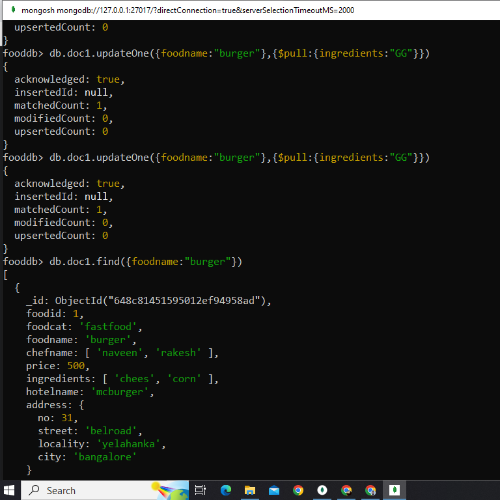 mongosh mongodb://127.0.0.1:27017/?directConnection=true&serverSelectionTimeoutMS=2000
upsertedCount: 0
}
fooddb> db.doc1.updateOne({foodname:"burger"},{$pull:{ingredients:"GG"}})
{
  acknowledged: true,
  insertedId: null,
  matchedCount: 1,
  modifiedCount: 0,
  upsertedCount: 0
}
fooddb> db.doc1.updateOne({foodname:"burger"},{$pull:{ingredients:"GG"}})
{
  acknowledged: true,
  insertedId: null,
  matchedCount: 1,
  modifiedCount: 0,
  upsertedCount: 0
}
fooddb> db.doc1.find({foodname:"burger"})
[
  {
    _id: ObjectId("648c81451595012ef94958ad"),
    foodid: 1,
    foodcat: 'fastfood',
    foodname: 'burger',
    chefname: [ 'naveen', 'rakesh' ],
    price: 500,
    ingredients: [ 'chees', 'corn' ],
    hotelname: 'mcburger',
    address: {
      no: 31,
      street: 'belroad',
      locality: 'yelahanka',
      city: 'bangalore'
    }
Search